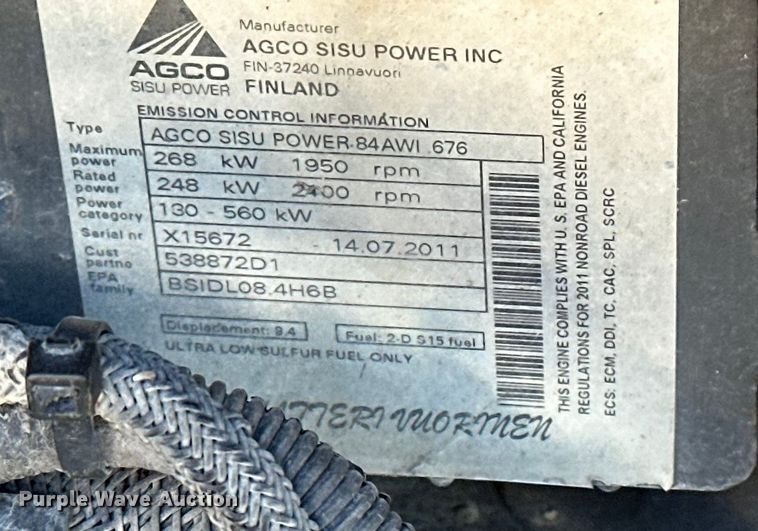 AGCO
SISU POWER
Manufacturer
AGCO SISU POWER INC
FIN-37240 Linnavuori
FINLAND
EMISSION CONTROL INFORMATION
Type AGCO SISU POWER 84AWI .676
Maximum power 268 kW 1950 rpm
Rated power 248 kW 2100 rpm
Power category 130 - 560 kW
Serial nr X15672 - 14.07.2011
Cust partno 538872D1
EPA family BSIDL08.4H6B
Displacement: 8.4 Fuel: 2-D S15 fuel
ULTRA LOW SULFUR FUEL ONLY
VUORINEN
THIS ENGINE COMPLIES WITH U.S. EPA AND CALIFORNIA
REGULATIONS FOR 2011 NONROAD DIESEL ENGINES.
ECS: ECM, DDI, TC, CAC, SPL, SCRC
Purple Wave Auction